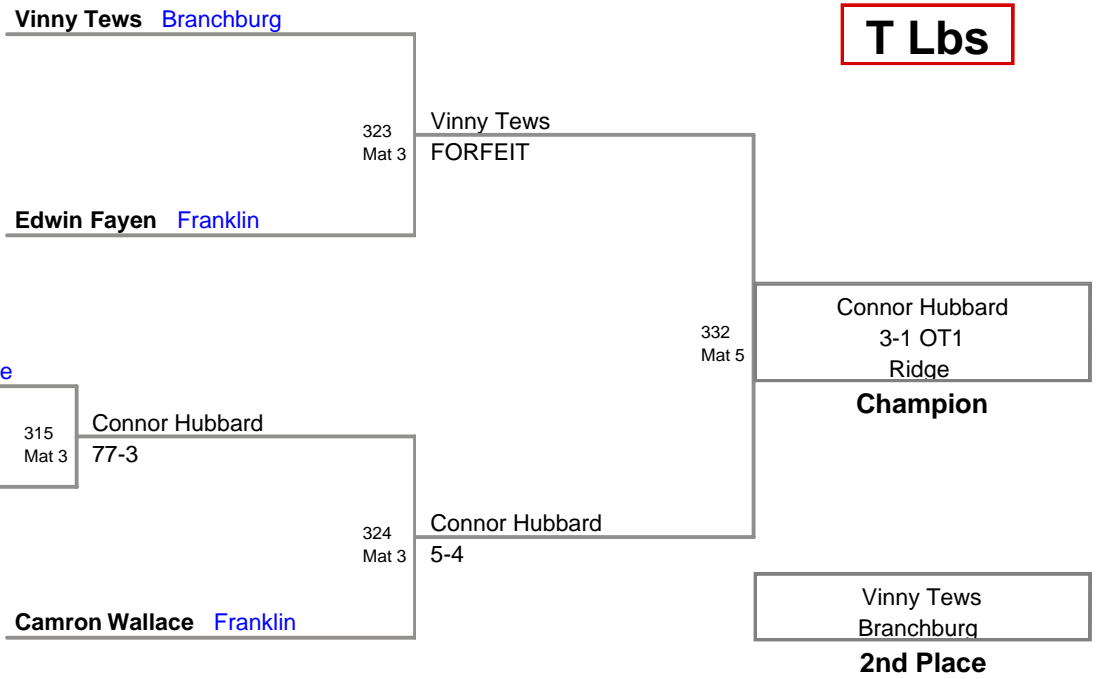 Vinny Tews Branchburg
T Lbs
323
Mat 3
Vinny Tews
FORFEIT
Edwin Fayen Franklin
332
Mat 5
Connor Hubbard
3-1 OT1
Ridge
Champion
e
315
Mat 3
Connor Hubbard
77-3
324
Mat 3
Connor Hubbard
5-4
Camron Wallace Franklin
Vinny Tews
Branchburg
2nd Place